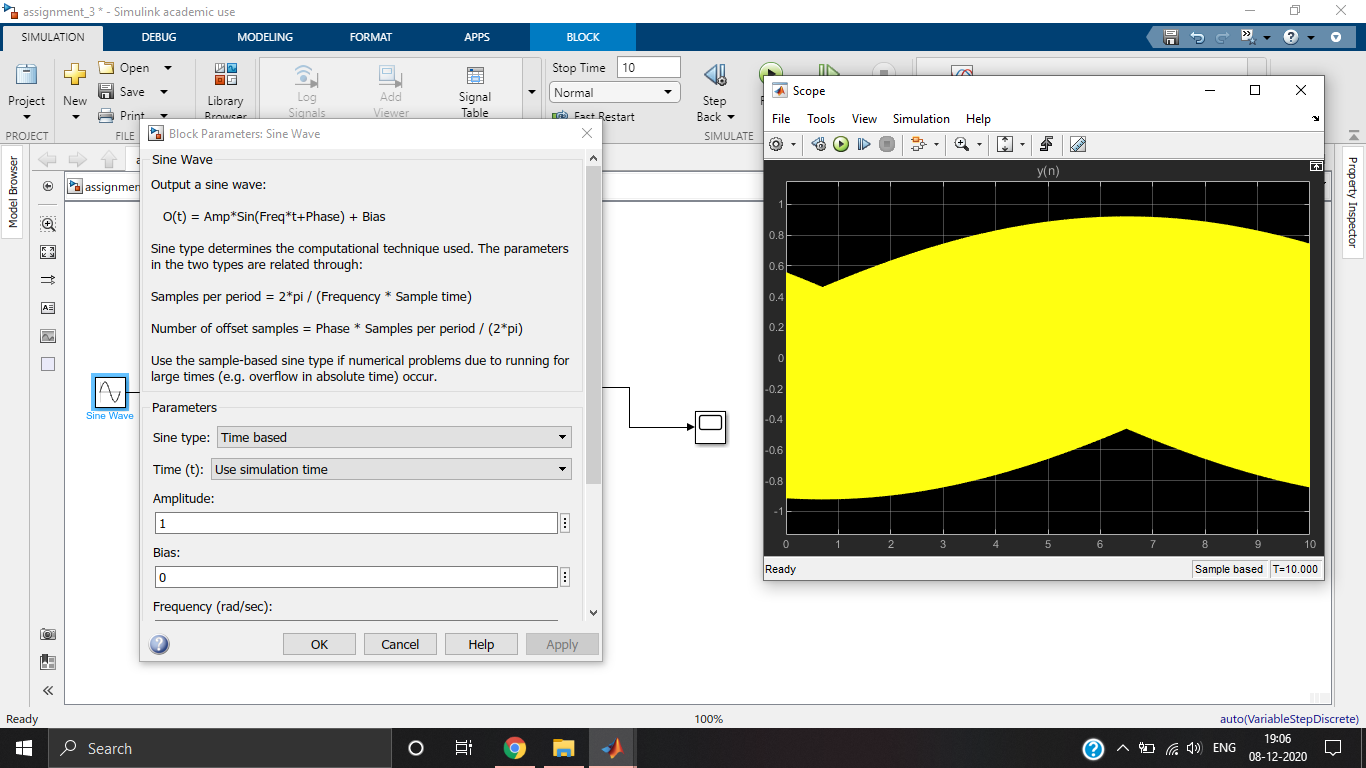 assignment_3 * - Simulink academic use
SIMULATION DEBUG MODELING FORMAT APPS BLOCK
Project
New
Open
Save
Print
Library
Browser
Log
Signals
Add
Viewer
Signal
Table
Stop Time 10
Normal
Fast Restart
Step
Back
PROJECT FILE SIMULATE
Model Browser
Property Inspector
Block Parameters: Sine Wave
Sine Wave
Output a sine wave:
O(t) = Amp*Sin(Freq*t+Phase) + Bias
Sine type determines the computational technique used. The parameters
in the two types are related through:
Samples per period = 2*pi / (Frequency * Sample time)
Number of offset samples = Phase * Samples per period / (2*pi)
Use the sample-based sine type if numerical problems due to running for
large times (e.g. overflow in absolute time) occur.
Parameters
Sine type: Time based
Time (t): Use simulation time
Amplitude:
1
Bias:
0
Frequency (rad/sec):
OK Cancel Help Apply
Sine Wave
Scope
File Tools View Simulation Help
y(n)
1
0.8
0.6
0.4
0.2
0
-0.2
-0.4
-0.6
-0.8
-1
0 1 2 3 4 5 6 7 8 9 10
Ready Sample based T=10.000
Ready 100% auto(VariableStepDiscrete)
Search
ENG
19:06
08-12-2020